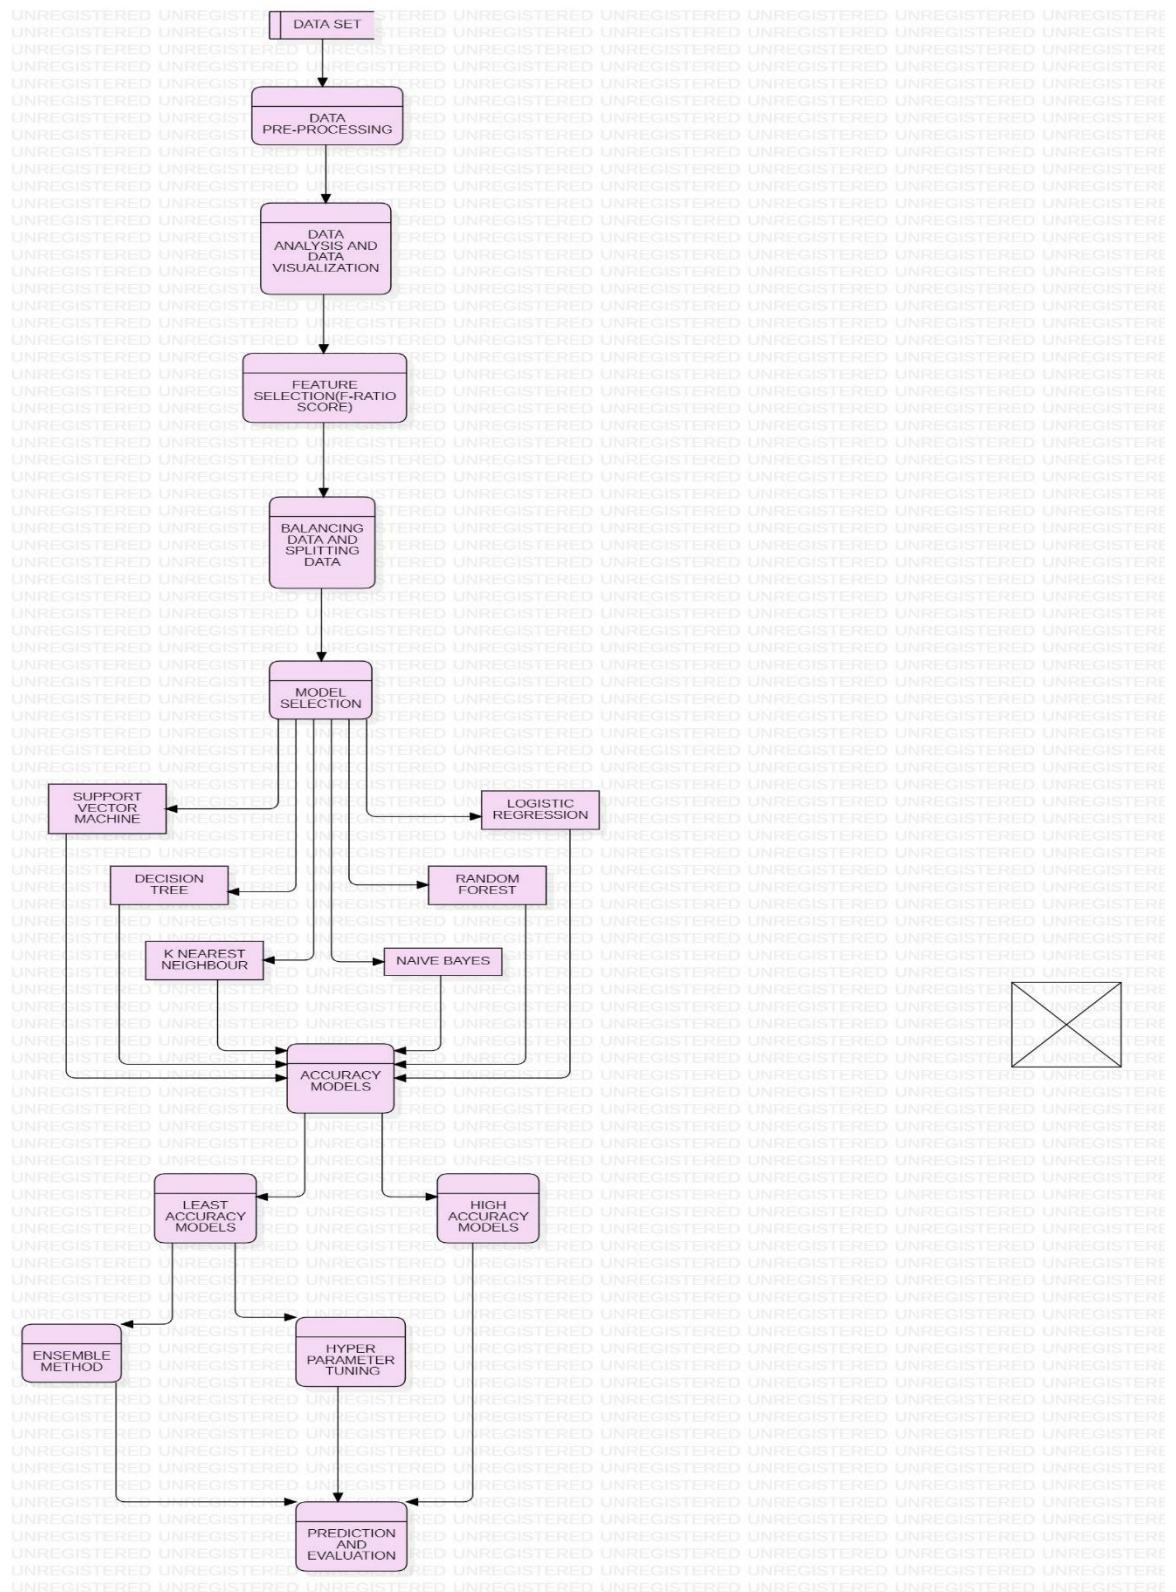 DATA SET
DATA
PRE-PROCESSING
DATA
ANALYSIS AND
DATA
VISUALIZATION
FEATURE
SELECTION(F-RATIO
SCORE)
BALANCING
DATA AND
SPLITTING
DATA
MODEL
SELECTION
SUPPORT
VECTOR
MACHINE
LOGISTIC
REGRESSION
DECISION
TREE
RANDOM
FOREST
K NEAREST
NEIGHBOUR
NAIVE BAYES
ACCURACY
MODELS
LEAST
ACCURACY
MODELS
HIGH
ACCURACY
MODELS
ENSEMBLE
METHOD
HYPER
PARAMETER
TUNING
PREDICTION
AND
EVALUATION
UNREGISTERED